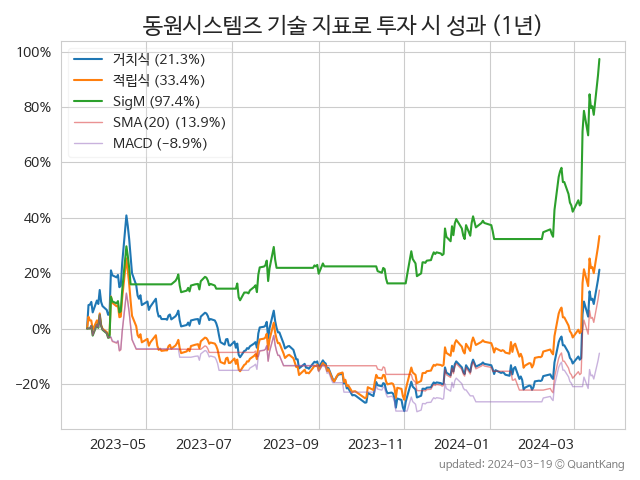 동원시스템즈 기술 지표로 투자 시 성과 (1년)
100%
80%
60%
40%
20%
0%
−20%
거치식 (21.3%)
적립식 (33.4%)
SigM (97.4%)
SMA(20) (13.9%)
MACD (−8.9%)
2023-05 2023-07 2023-09 2023-11 2024-01 2024-03
updated: 2024-03-19 © QuantKang